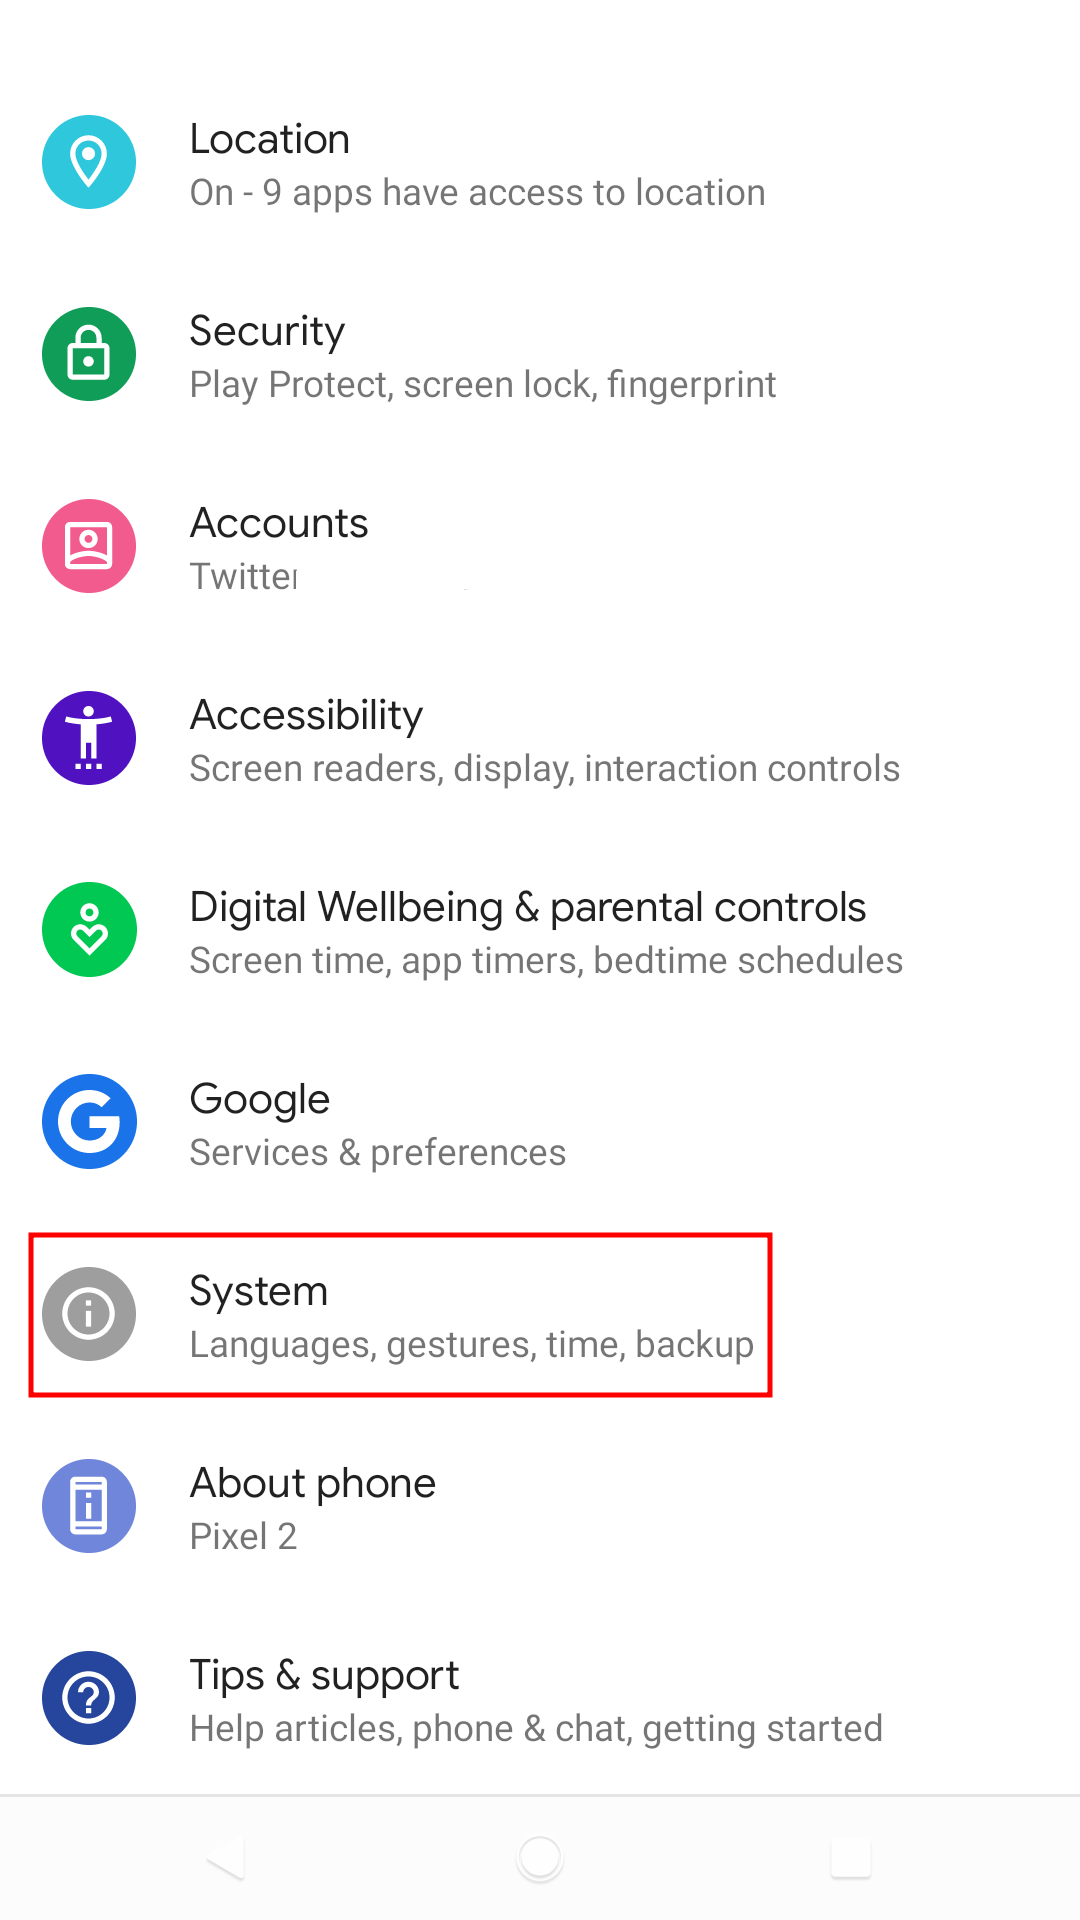 Location
On - 9 apps have access to location
Security
Play Protect, screen lock, fingerprint
Accounts
Twitter
Accessibility
Screen readers, display, interaction controls
Digital Wellbeing & parental controls
Screen time, app timers, bedtime schedules
Google
Services & preferences
System
Languages, gestures, time, backup
About phone
Pixel 2
Tips & support
Help articles, phone & chat, getting started